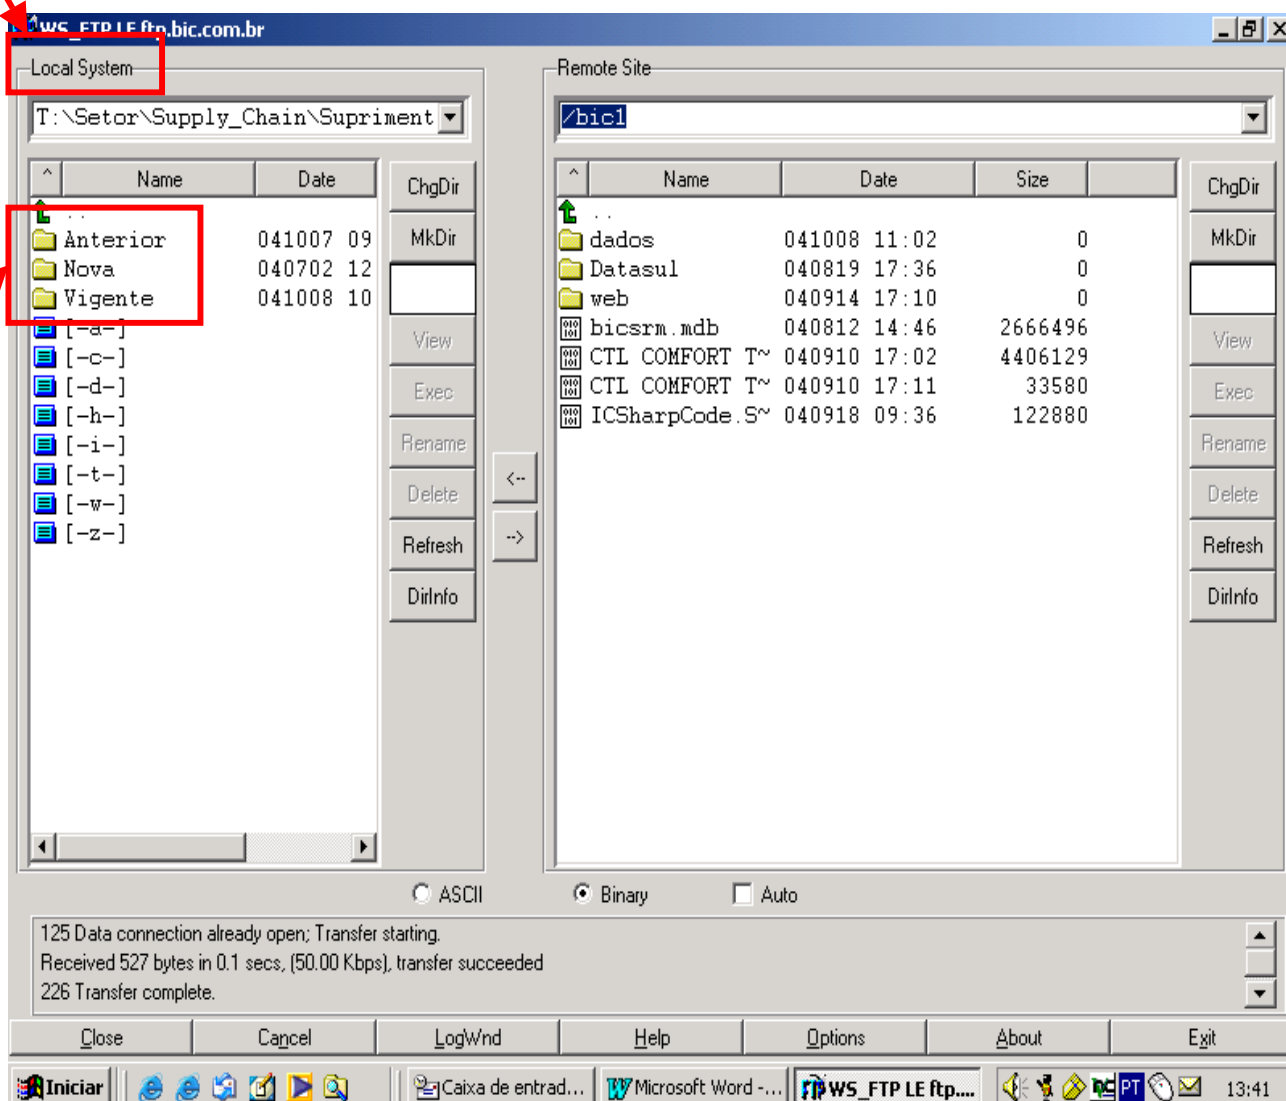 WS_FTP LE ftp.bic.com.br
Local System
T:\Setor\Supply_Chain\Supriment
^ Name Date
..
Anterior 041007 09
Nova 040702 12
Vigente 041008 10
[-a-]
[-c-]
[-d-]
[-h-]
[-i-]
[-t-]
[-w-]
[-z-]
ChgDir
MkDir
View
Exec
Rename
Delete
Refresh
DirInfo
<--
-->
Remote Site
/bic1
^ Name Date Size
..
dados 041008 11:02 0
Datasul 040819 17:36 0
web 040914 17:10 0
bicsrm.mdb 040812 14:46 2666496
CTL COMFORT T~ 040910 17:02 4406129
CTL COMFORT T~ 040910 17:11 33580
ICSharpCode.S~ 040918 09:36 122880
ChgDir
MkDir
View
Exec
Rename
Delete
Refresh
DirInfo
ASCII Binary Auto
125 Data connection already open; Transfer starting.
Received 527 bytes in 0.1 secs, (50.00 Kbps), transfer succeeded
226 Transfer complete.
Close Cancel LogWnd Help Options About Exit
Iniciar Caixa de entrad... Microsoft Word -... WS_FTP LE ftp.... PT 13:41